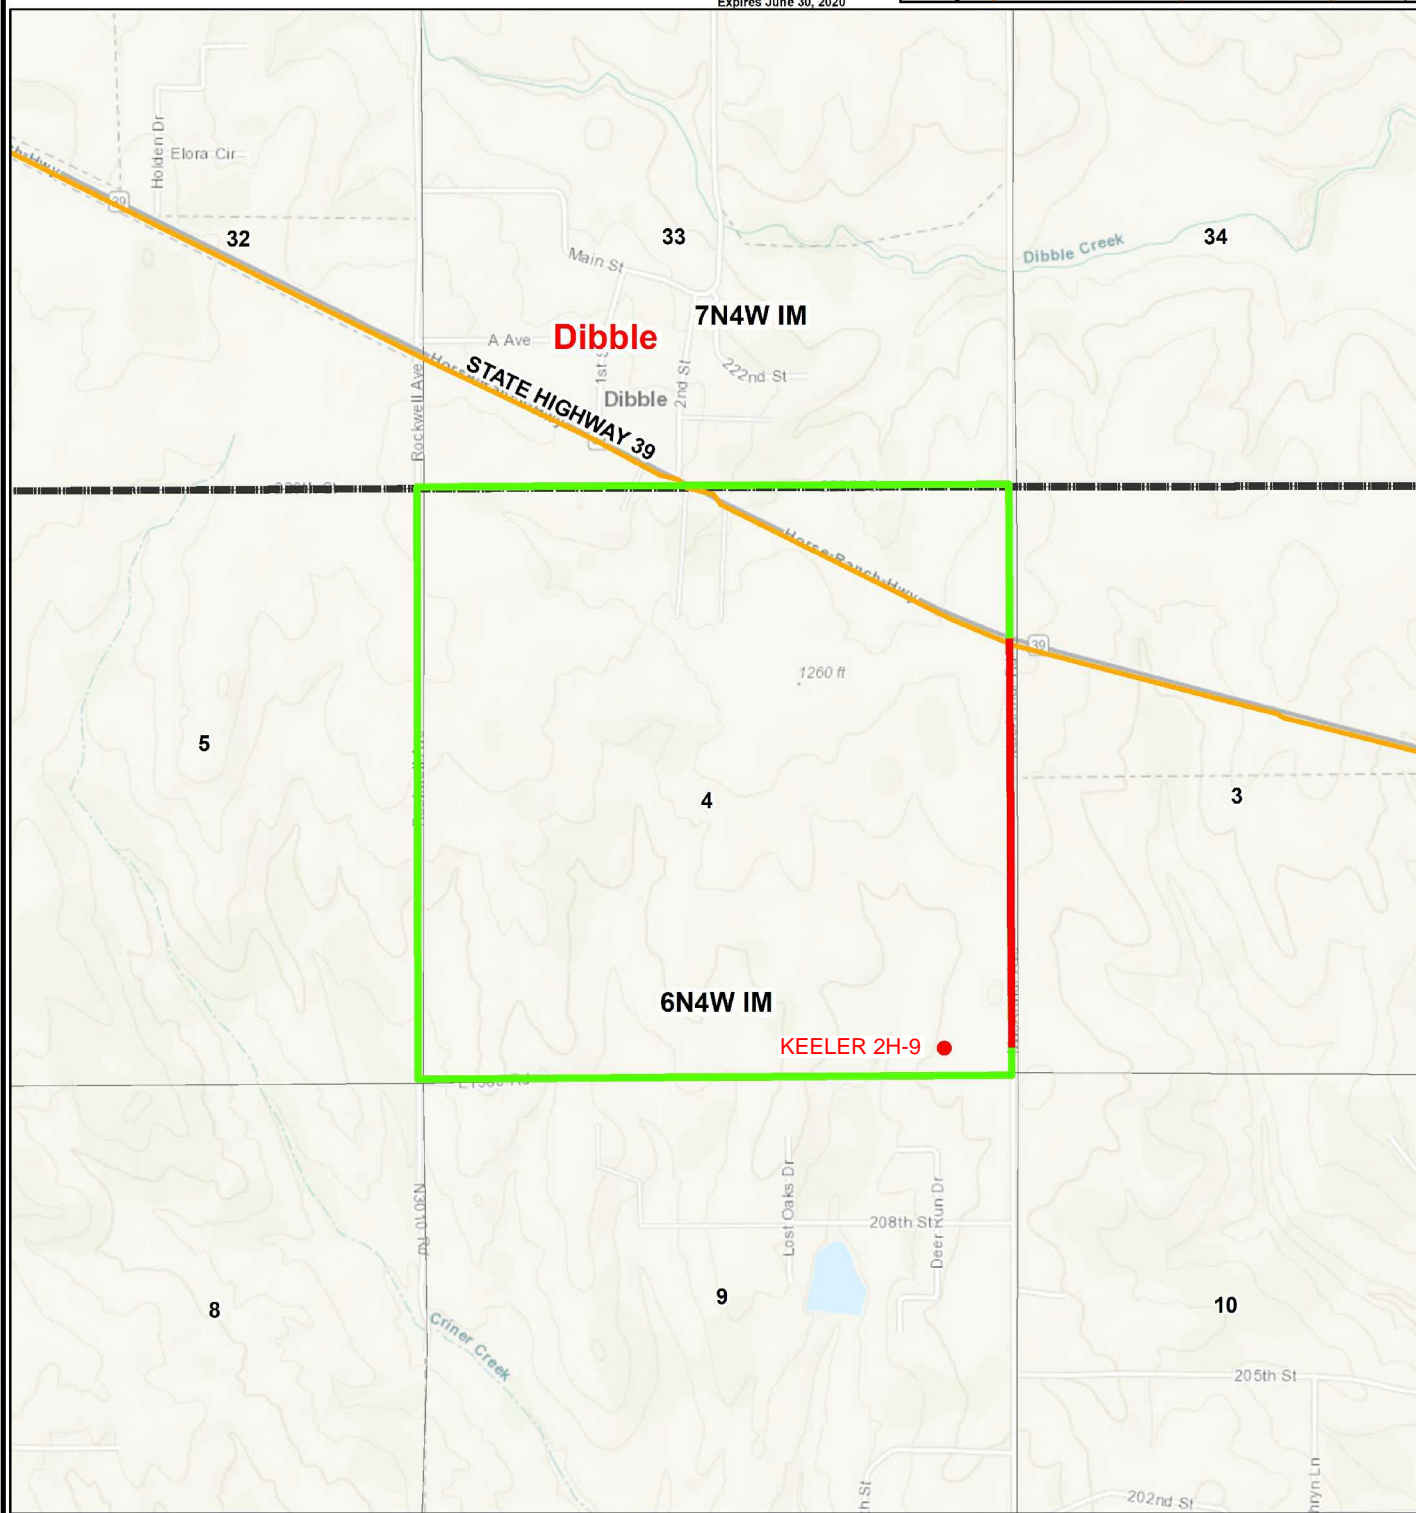 Expires June 30, 2020
Holden Dr
Elora Cir
39
32
33
34
Main St
Dibble Creek
7N4W IM
A Ave
Dibble
1st
222nd St
STATE HIGHWAY 39
Dibble
2nd St
Rockwell Ave
Horse Ranch Hwy
39
1260 ft
5
4
3
6N4W IM
KEELER 2H-9
N3010 Rd
Lost Oaks Dr
208th St
Deer Run Dr
8
9
10
Criner Creek
205th St
202nd St